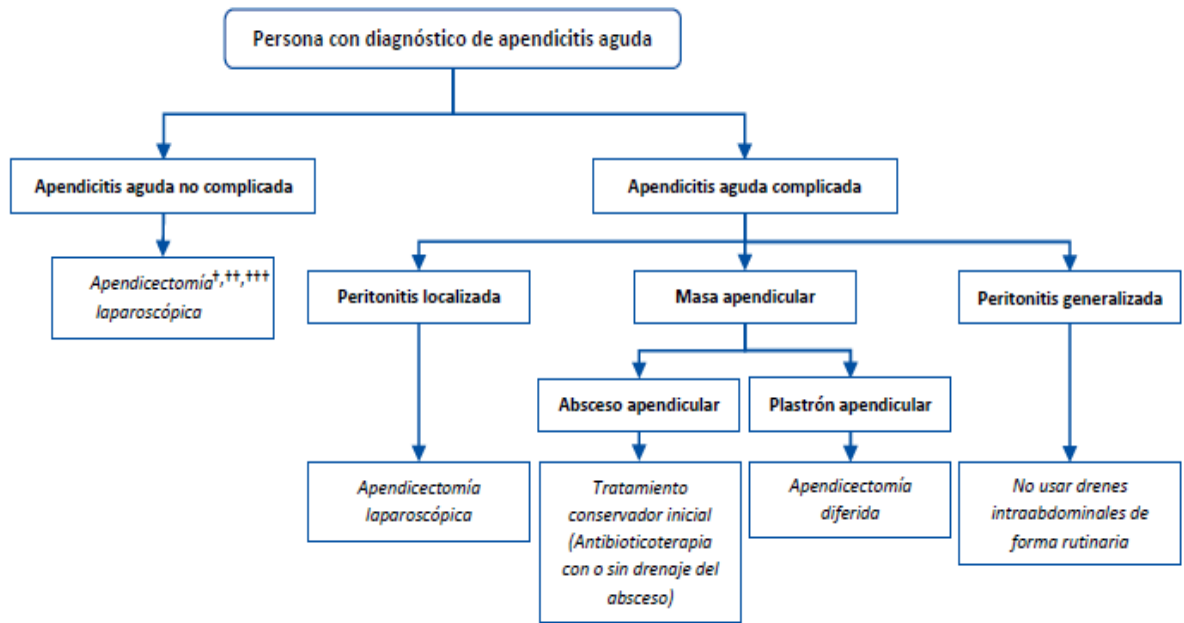 Persona con diagnóstico de apendicitis aguda
Apendicitis aguda no complicada
Apendicitis aguda complicada
Apendicectomía†,††,†††
laparoscópica
Peritonitis localizada
Masa apendicular
Peritonitis generalizada
Absceso apendicular
Plastrón apendicular
Apendicectomía
laparoscópica
Tratamiento
conservador inicial
(Antibioticoterapia
con o sin drenaje del
absceso)
Apendicectomía
diferida
No usar drenes
intraabdominales de
forma rutinaria